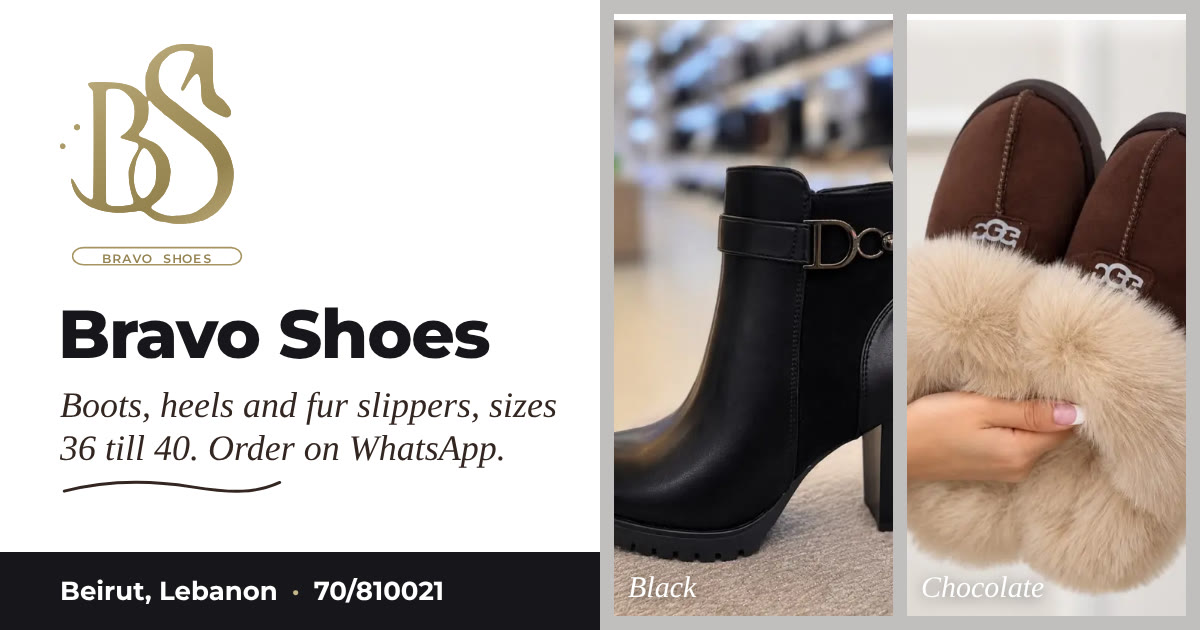 BS
BRAVO SHOES
Bravo Shoes
Boots, heels and fur slippers, sizes
36 till 40. Order on WhatsApp.
Beirut, Lebanon · 70/810021
Black
Chocolate
UGG
UGG